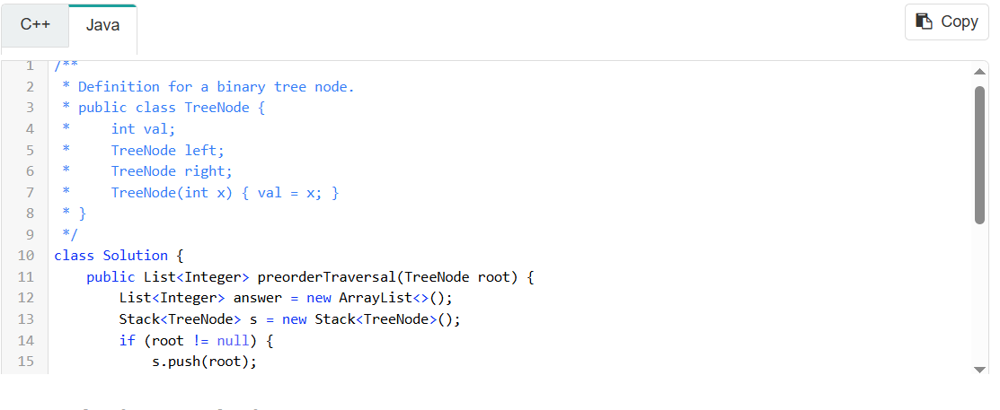 C++ Java Copy
1 /**
2  * Definition for a binary tree node.
3  * public class TreeNode {
4  *     int val;
5  *     TreeNode left;
6  *     TreeNode right;
7  *     TreeNode(int x) { val = x; }
8  * }
9  */
10 class Solution {
11     public List<Integer> preorderTraversal(TreeNode root) {
12         List<Integer> answer = new ArrayList<>();
13         Stack<TreeNode> s = new Stack<TreeNode>();
14         if (root != null) {
15             s.push(root);